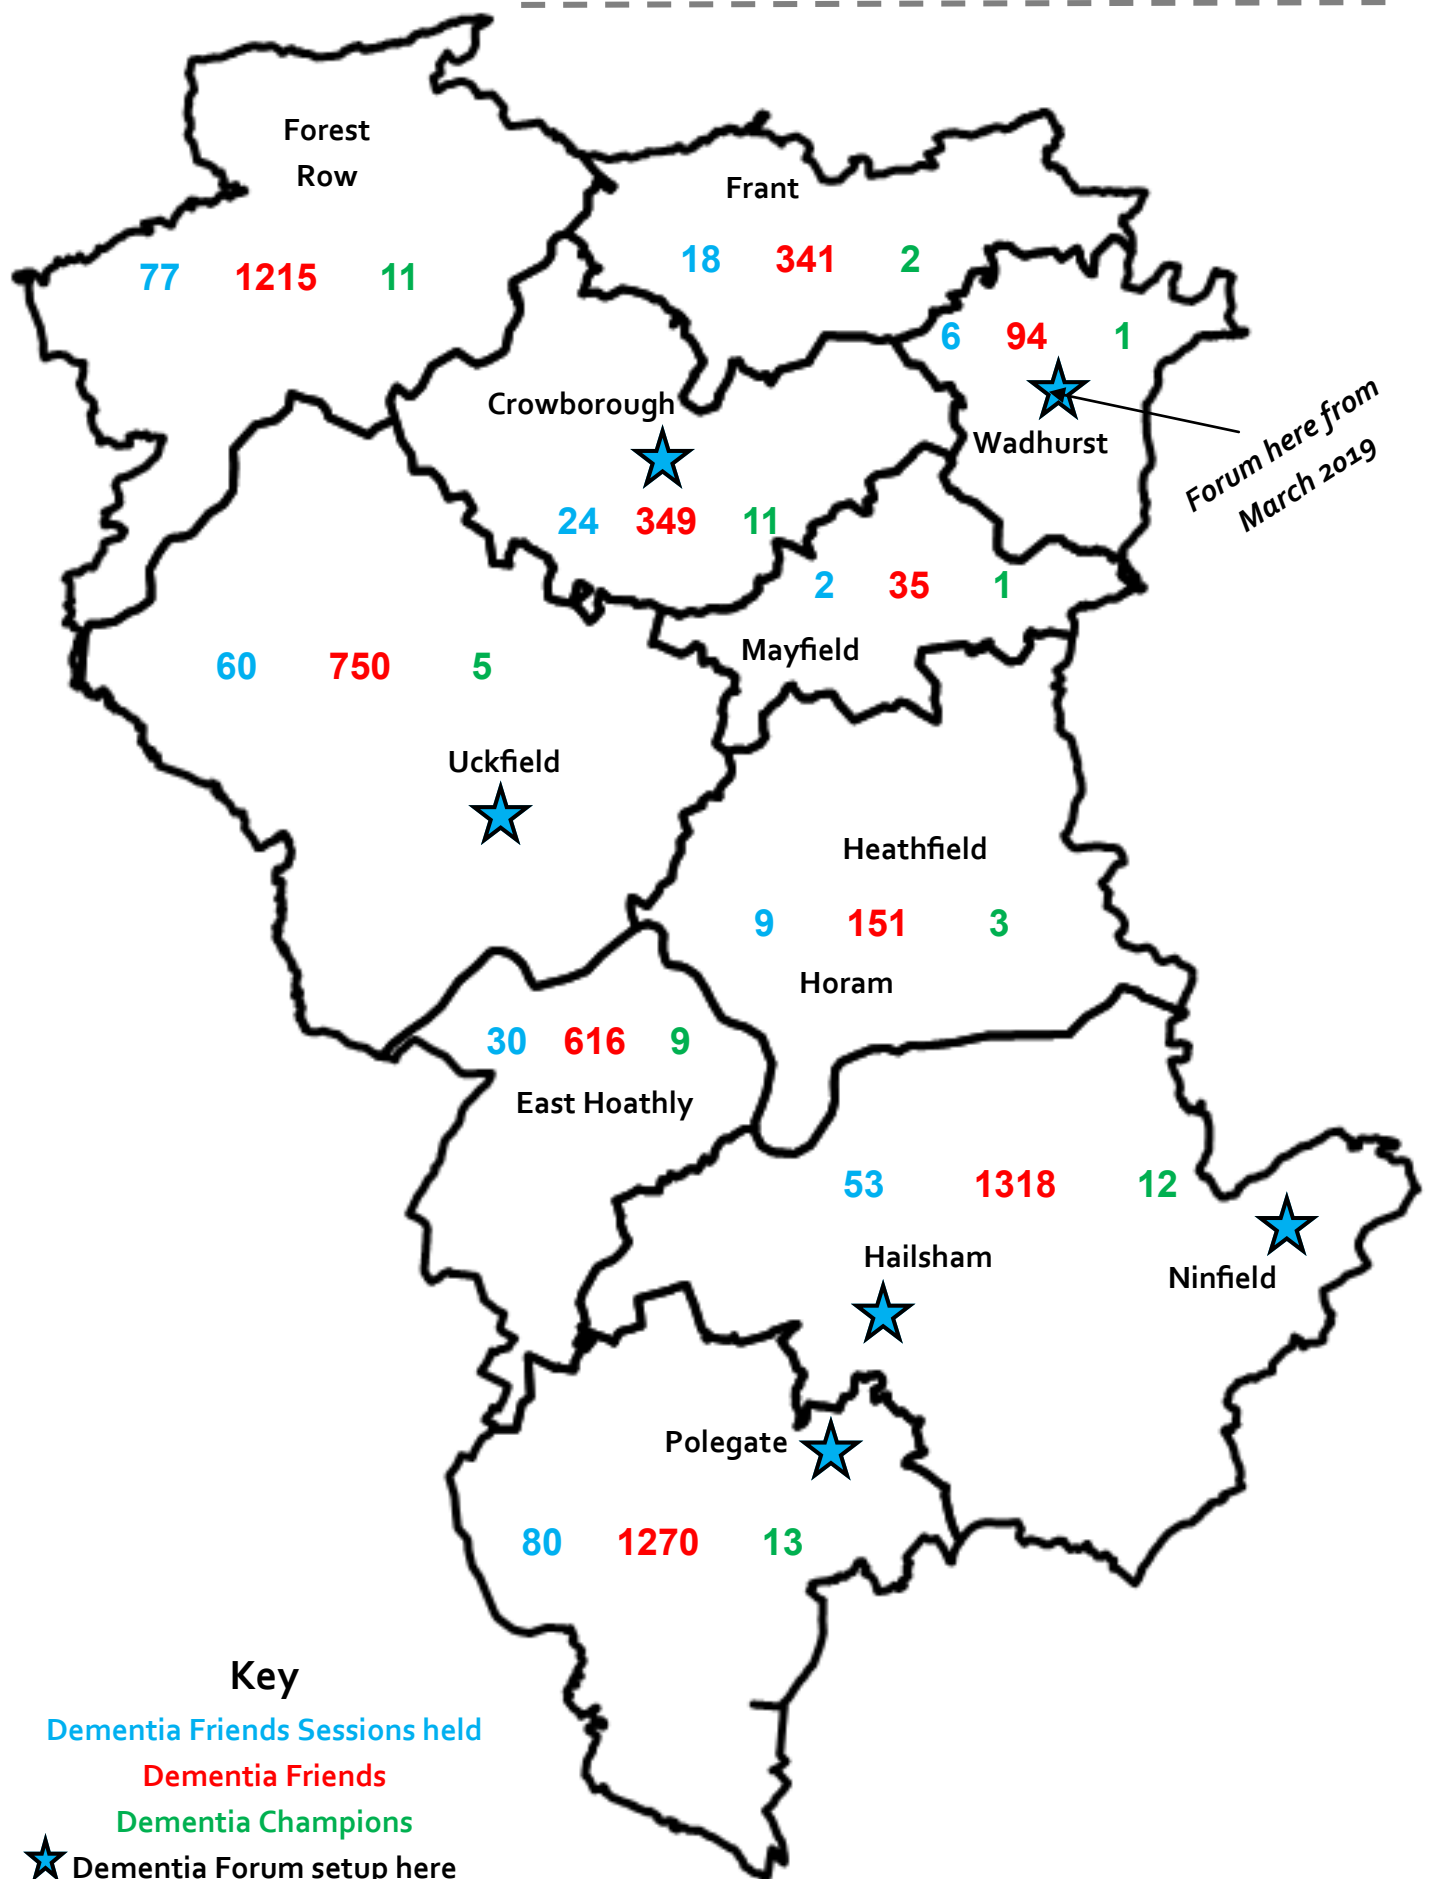 Forest
Row
77 1215 11
Frant
18 341 2
6 94 1
Wadhurst
Forum here from
March 2019
Crowborough
24 349 11
2 35 1
Mayfield
60 750 5
Uckfield
Heathfield
9 151 3
Horam
30 616 9
East Hoathly
53 1318 12
Hailsham
Ninfield
Polegate
80 1270 13
Key
Dementia Friends Sessions held
Dementia Friends
Dementia Champions
Dementia Forum setup here